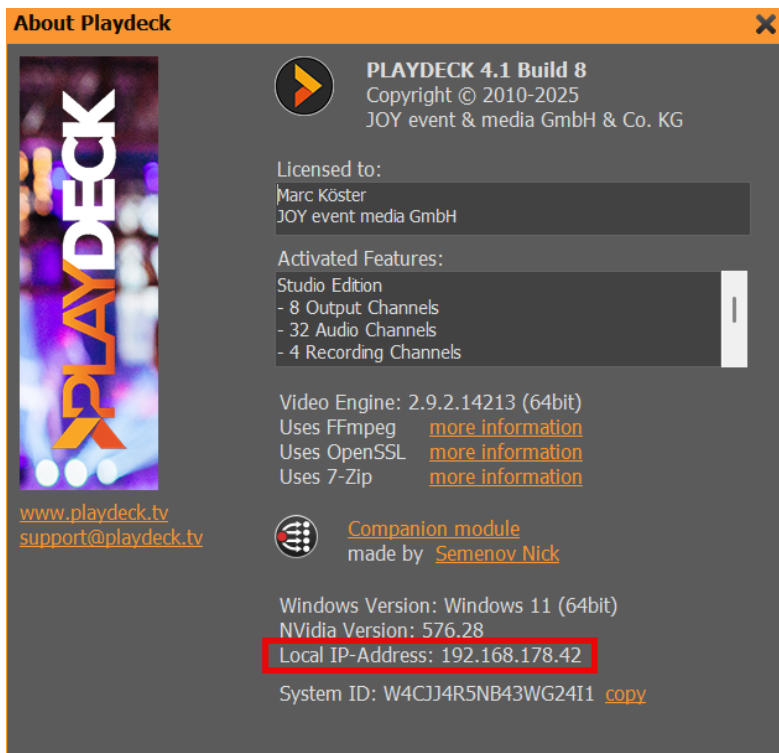 About Playdeck
PLAYDECK
www.playdeck.tv
support@playdeck.tv
PLAYDECK 4.1 Build 8
Copyright © 2010-2025
JOY event & media GmbH & Co. KG
Licensed to:
Marc Köster
JOY event media GmbH
Activated Features:
Studio Edition
- 8 Output Channels
- 32 Audio Channels
- 4 Recording Channels
Video Engine: 2.9.2.14213 (64bit)
Uses FFmpeg more information
Uses OpenSSL more information
Uses 7-Zip more information
Companion module
made by Semenov Nick
Windows Version: Windows 11 (64bit)
NVidia Version: 576.28
Local IP-Address: 192.168.178.42
System ID: W4CJJ4R5NB43WG24I1 copy